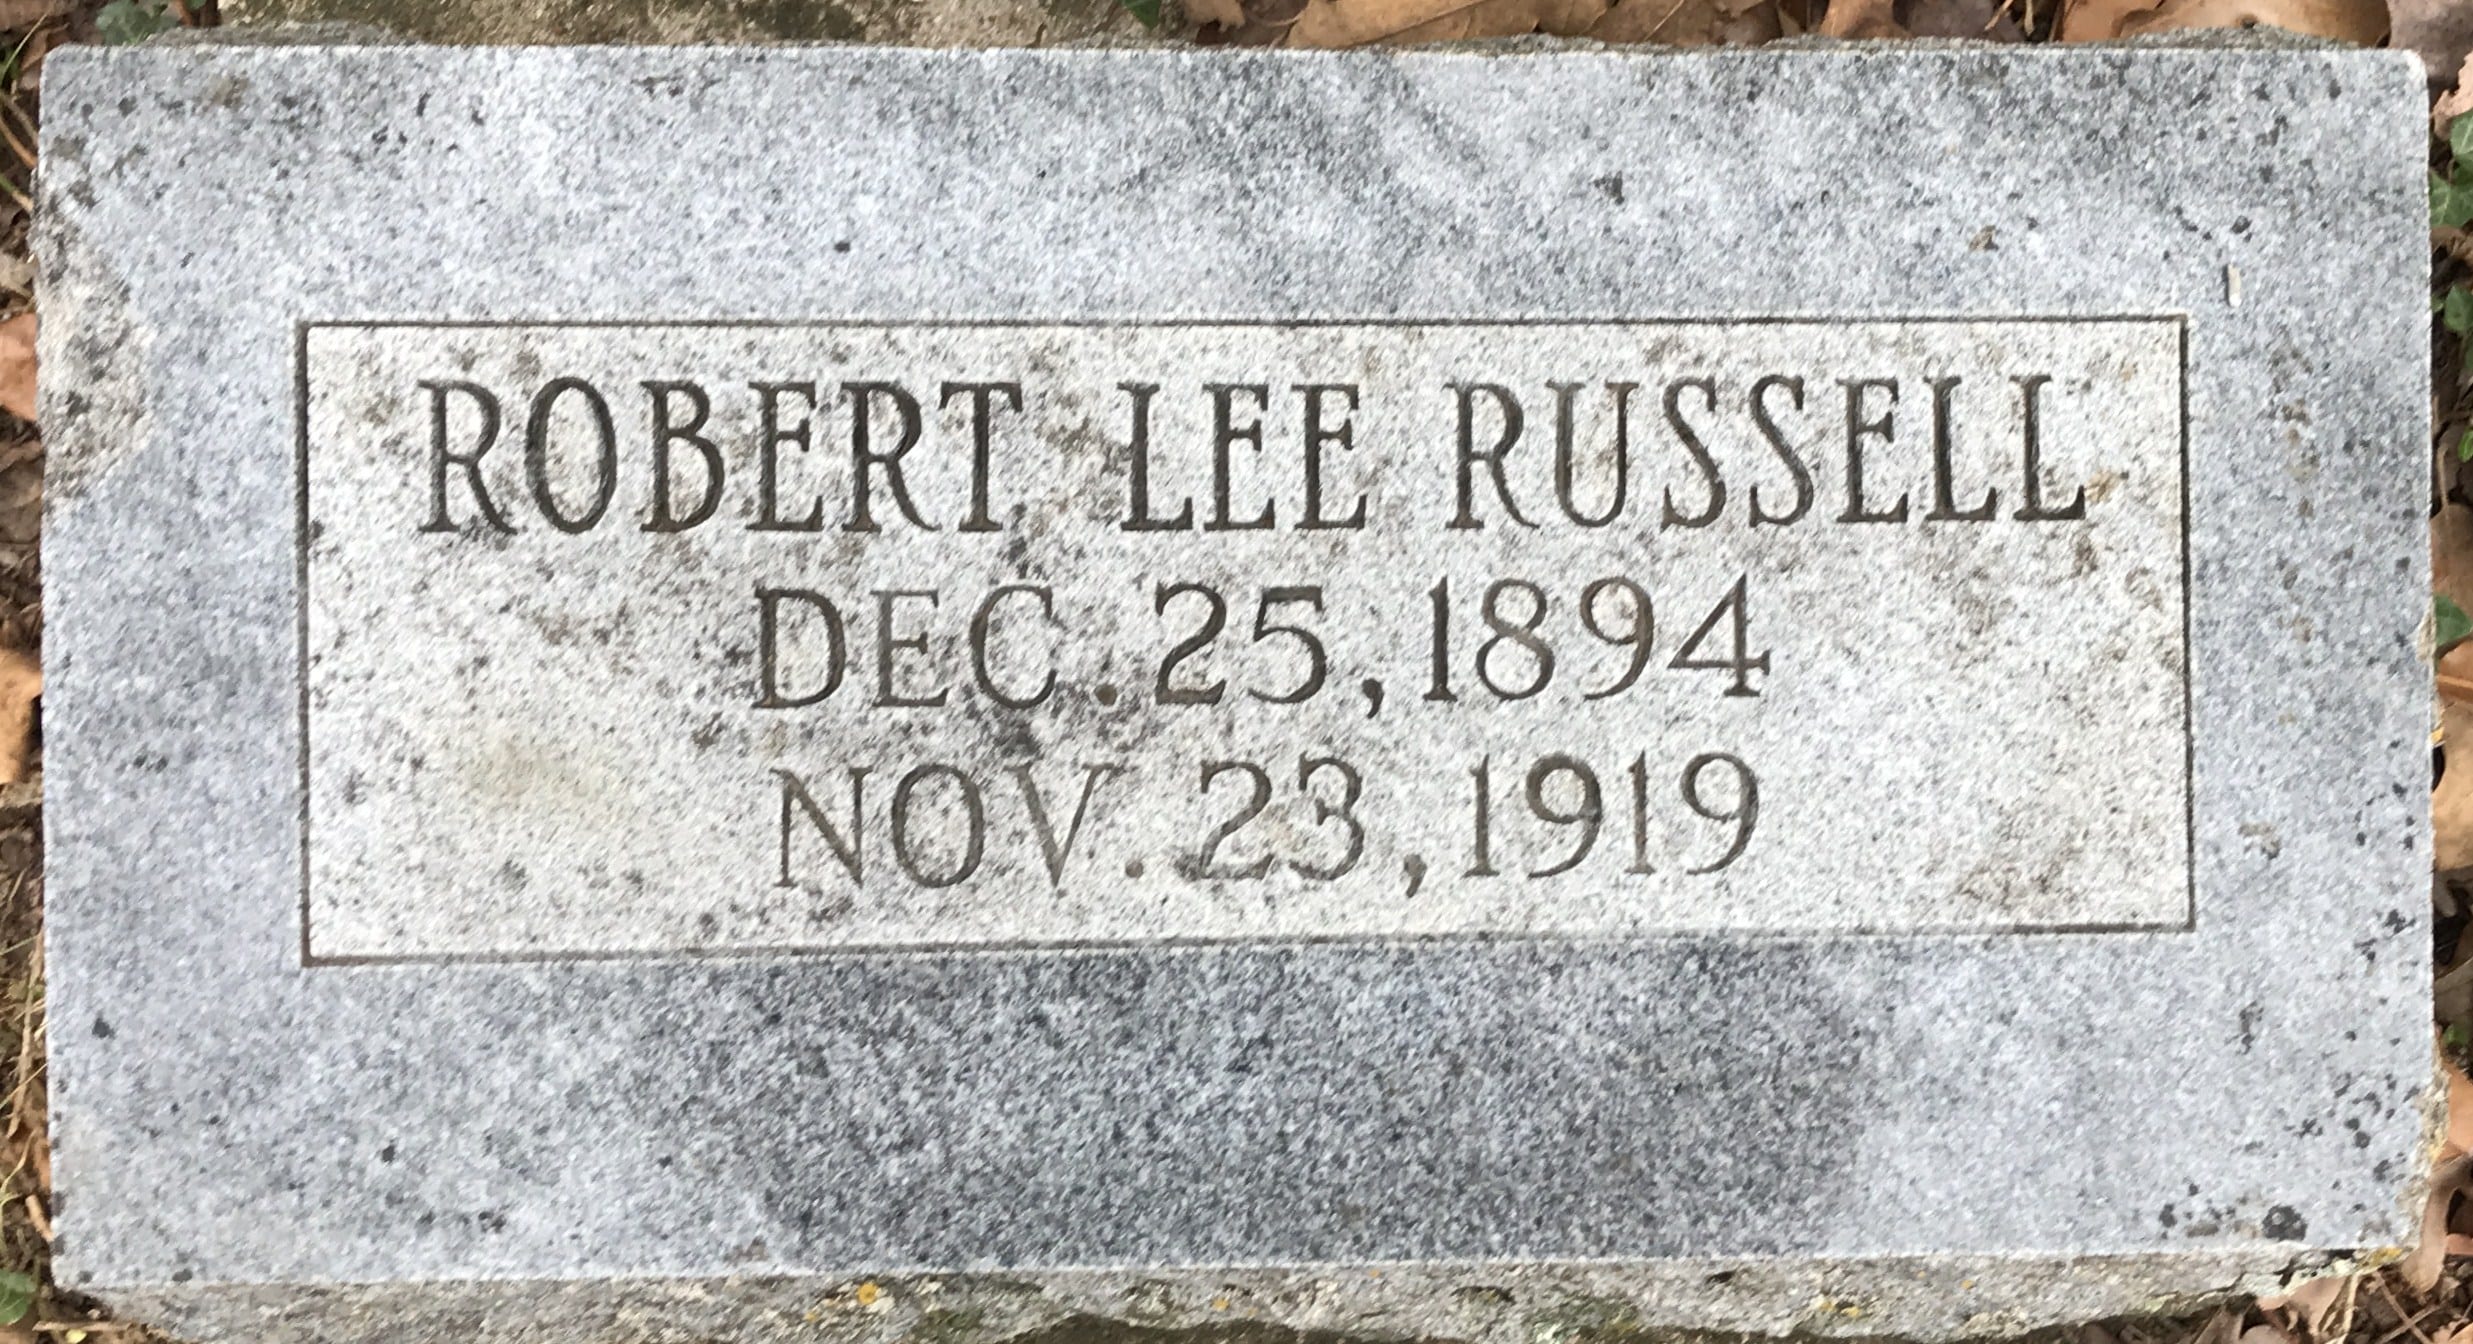 ROBERT LEE RUSSELL
DEC. 25, 1894
NOV. 23, 1919